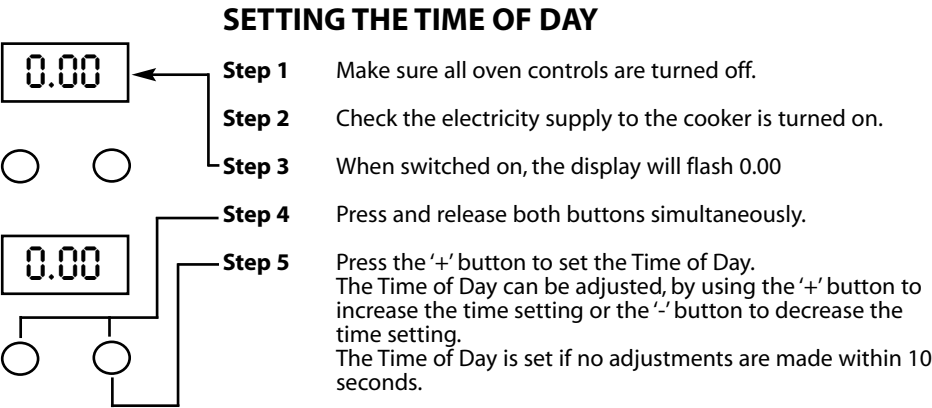 SETTING THE TIME OF DAY
0.00
Step 1 Make sure all oven controls are turned off.
Step 2 Check the electricity supply to the cooker is turned on.
Step 3 When switched on, the display will flash 0.00
Step 4 Press and release both buttons simultaneously.
0.00
Step 5 Press the ‘+’ button to set the Time of Day.
The Time of Day can be adjusted, by using the ‘+’ button to
increase the time setting or the ‘-’ button to decrease the
time setting.
The Time of Day is set if no adjustments are made within 10
seconds.